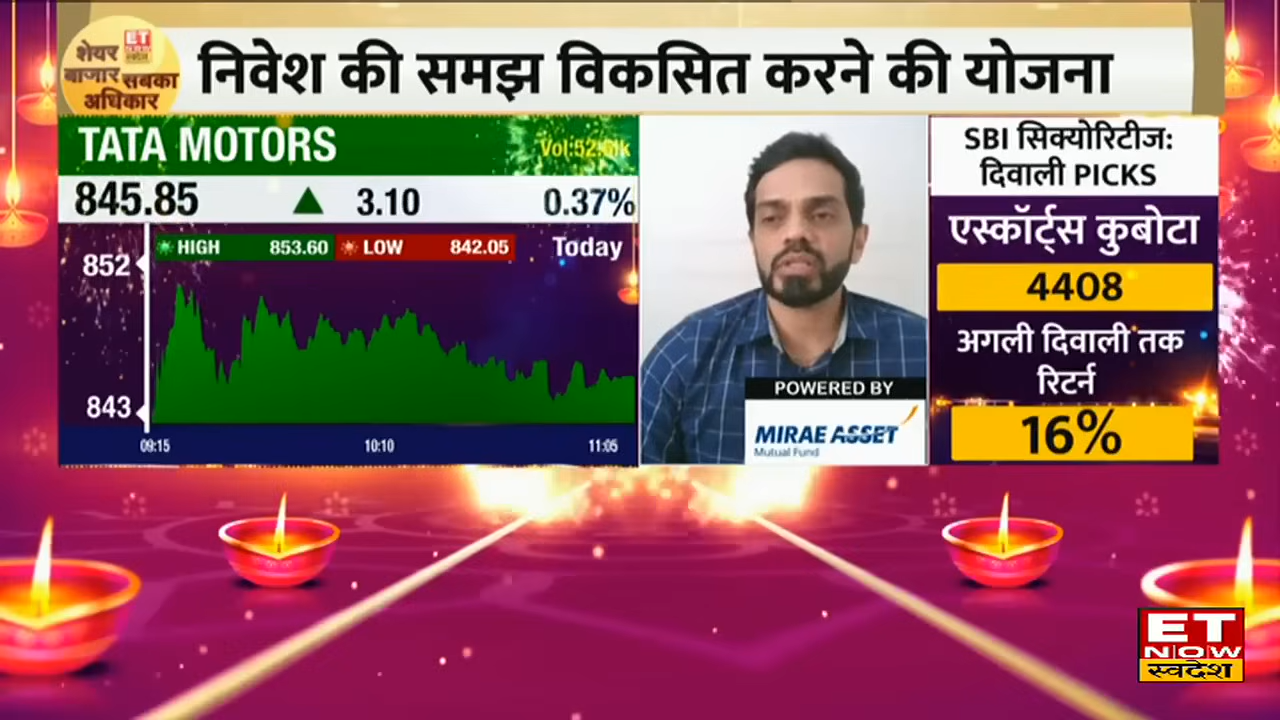 शेयर
बाजार
सबका
अधिकार
ET
NOW
स्वदेश
निवेश की समझ विकसित करने की योजना
TATA MOTORS
845.85 ▲ 3.10 0.37%
HIGH 853.60 LOW 842.05 Today
852
843
09:15 10:10 11:05
POWERED BY
MIRAE ASSET
Mutual Fund
SBI सिक्योरिटीज:
दिवाली PICKS
एस्कॉर्ट्स कुबोटा
4408
अगली दिवाली तक
रिटर्न
16%
ET
NOW
स्वदेश